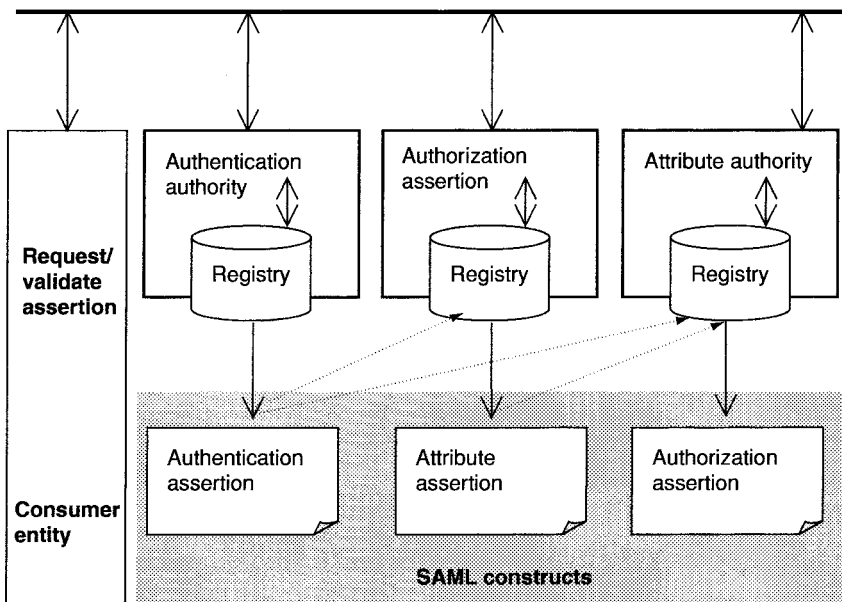 Authentication
authority
Authorization
assertion
Attribute authority
Registry
Registry
Registry
Request/
validate
assertion
Authentication
assertion
Attribute
assertion
Authorization
assertion
Consumer
entity
SAML constructs